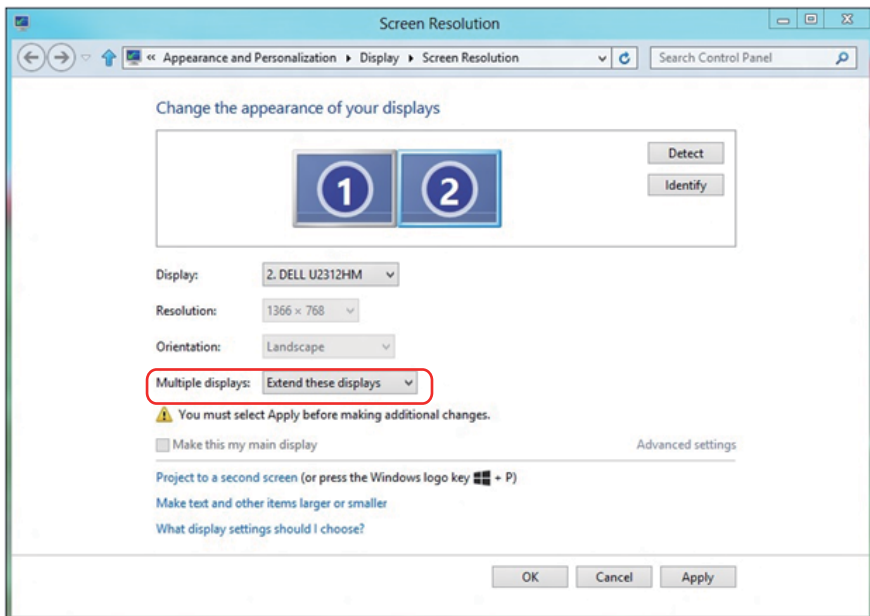 Screen Resolution
« Appearance and Personalization ▸ Display ▸ Screen Resolution
Search Control Panel
Change the appearance of your displays
1 2
Detect
Identify
Display: 2. DELL U2312HM
Resolution: 1366 × 768
Orientation: Landscape
Multiple displays: Extend these displays
You must select Apply before making additional changes.
Make this my main display
Advanced settings
Project to a second screen (or press the Windows logo key + P)
Make text and other items larger or smaller
What display settings should I choose?
OK Cancel Apply